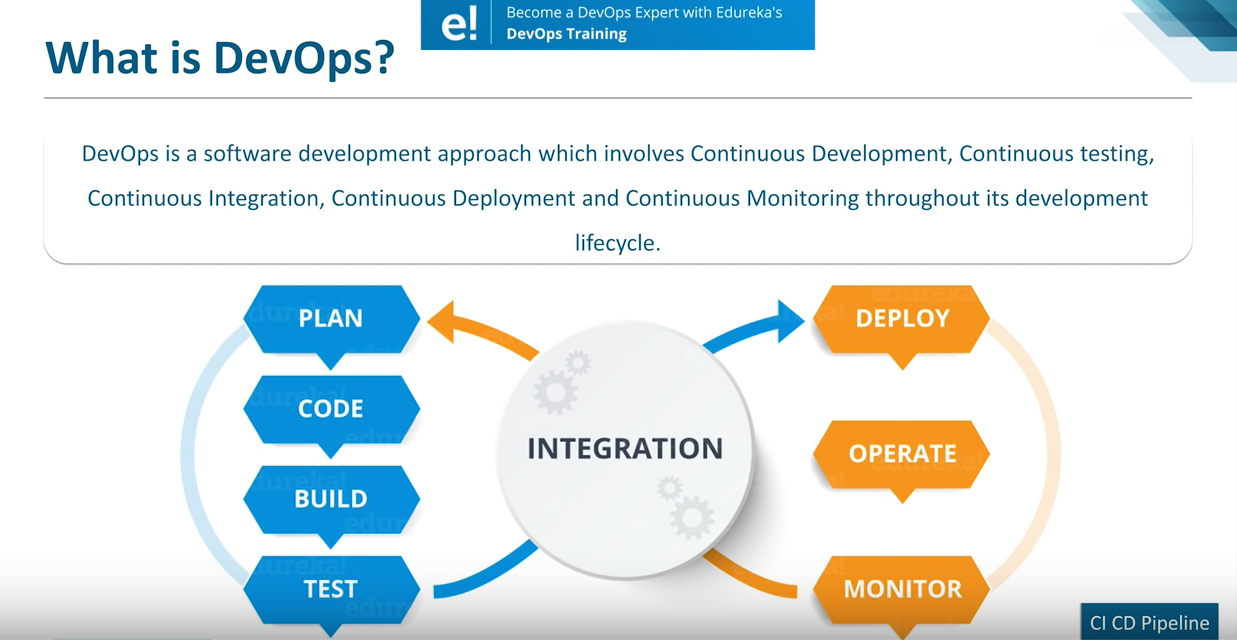 e!
Become a DevOps Expert with Edureka's
DevOps Training
What is DevOps?
DevOps is a software development approach which involves Continuous Development, Continuous testing,
Continuous Integration, Continuous Deployment and Continuous Monitoring throughout its development
lifecycle.
PLAN
CODE
BUILD
TEST
INTEGRATION
DEPLOY
OPERATE
MONITOR
CI CD Pipeline